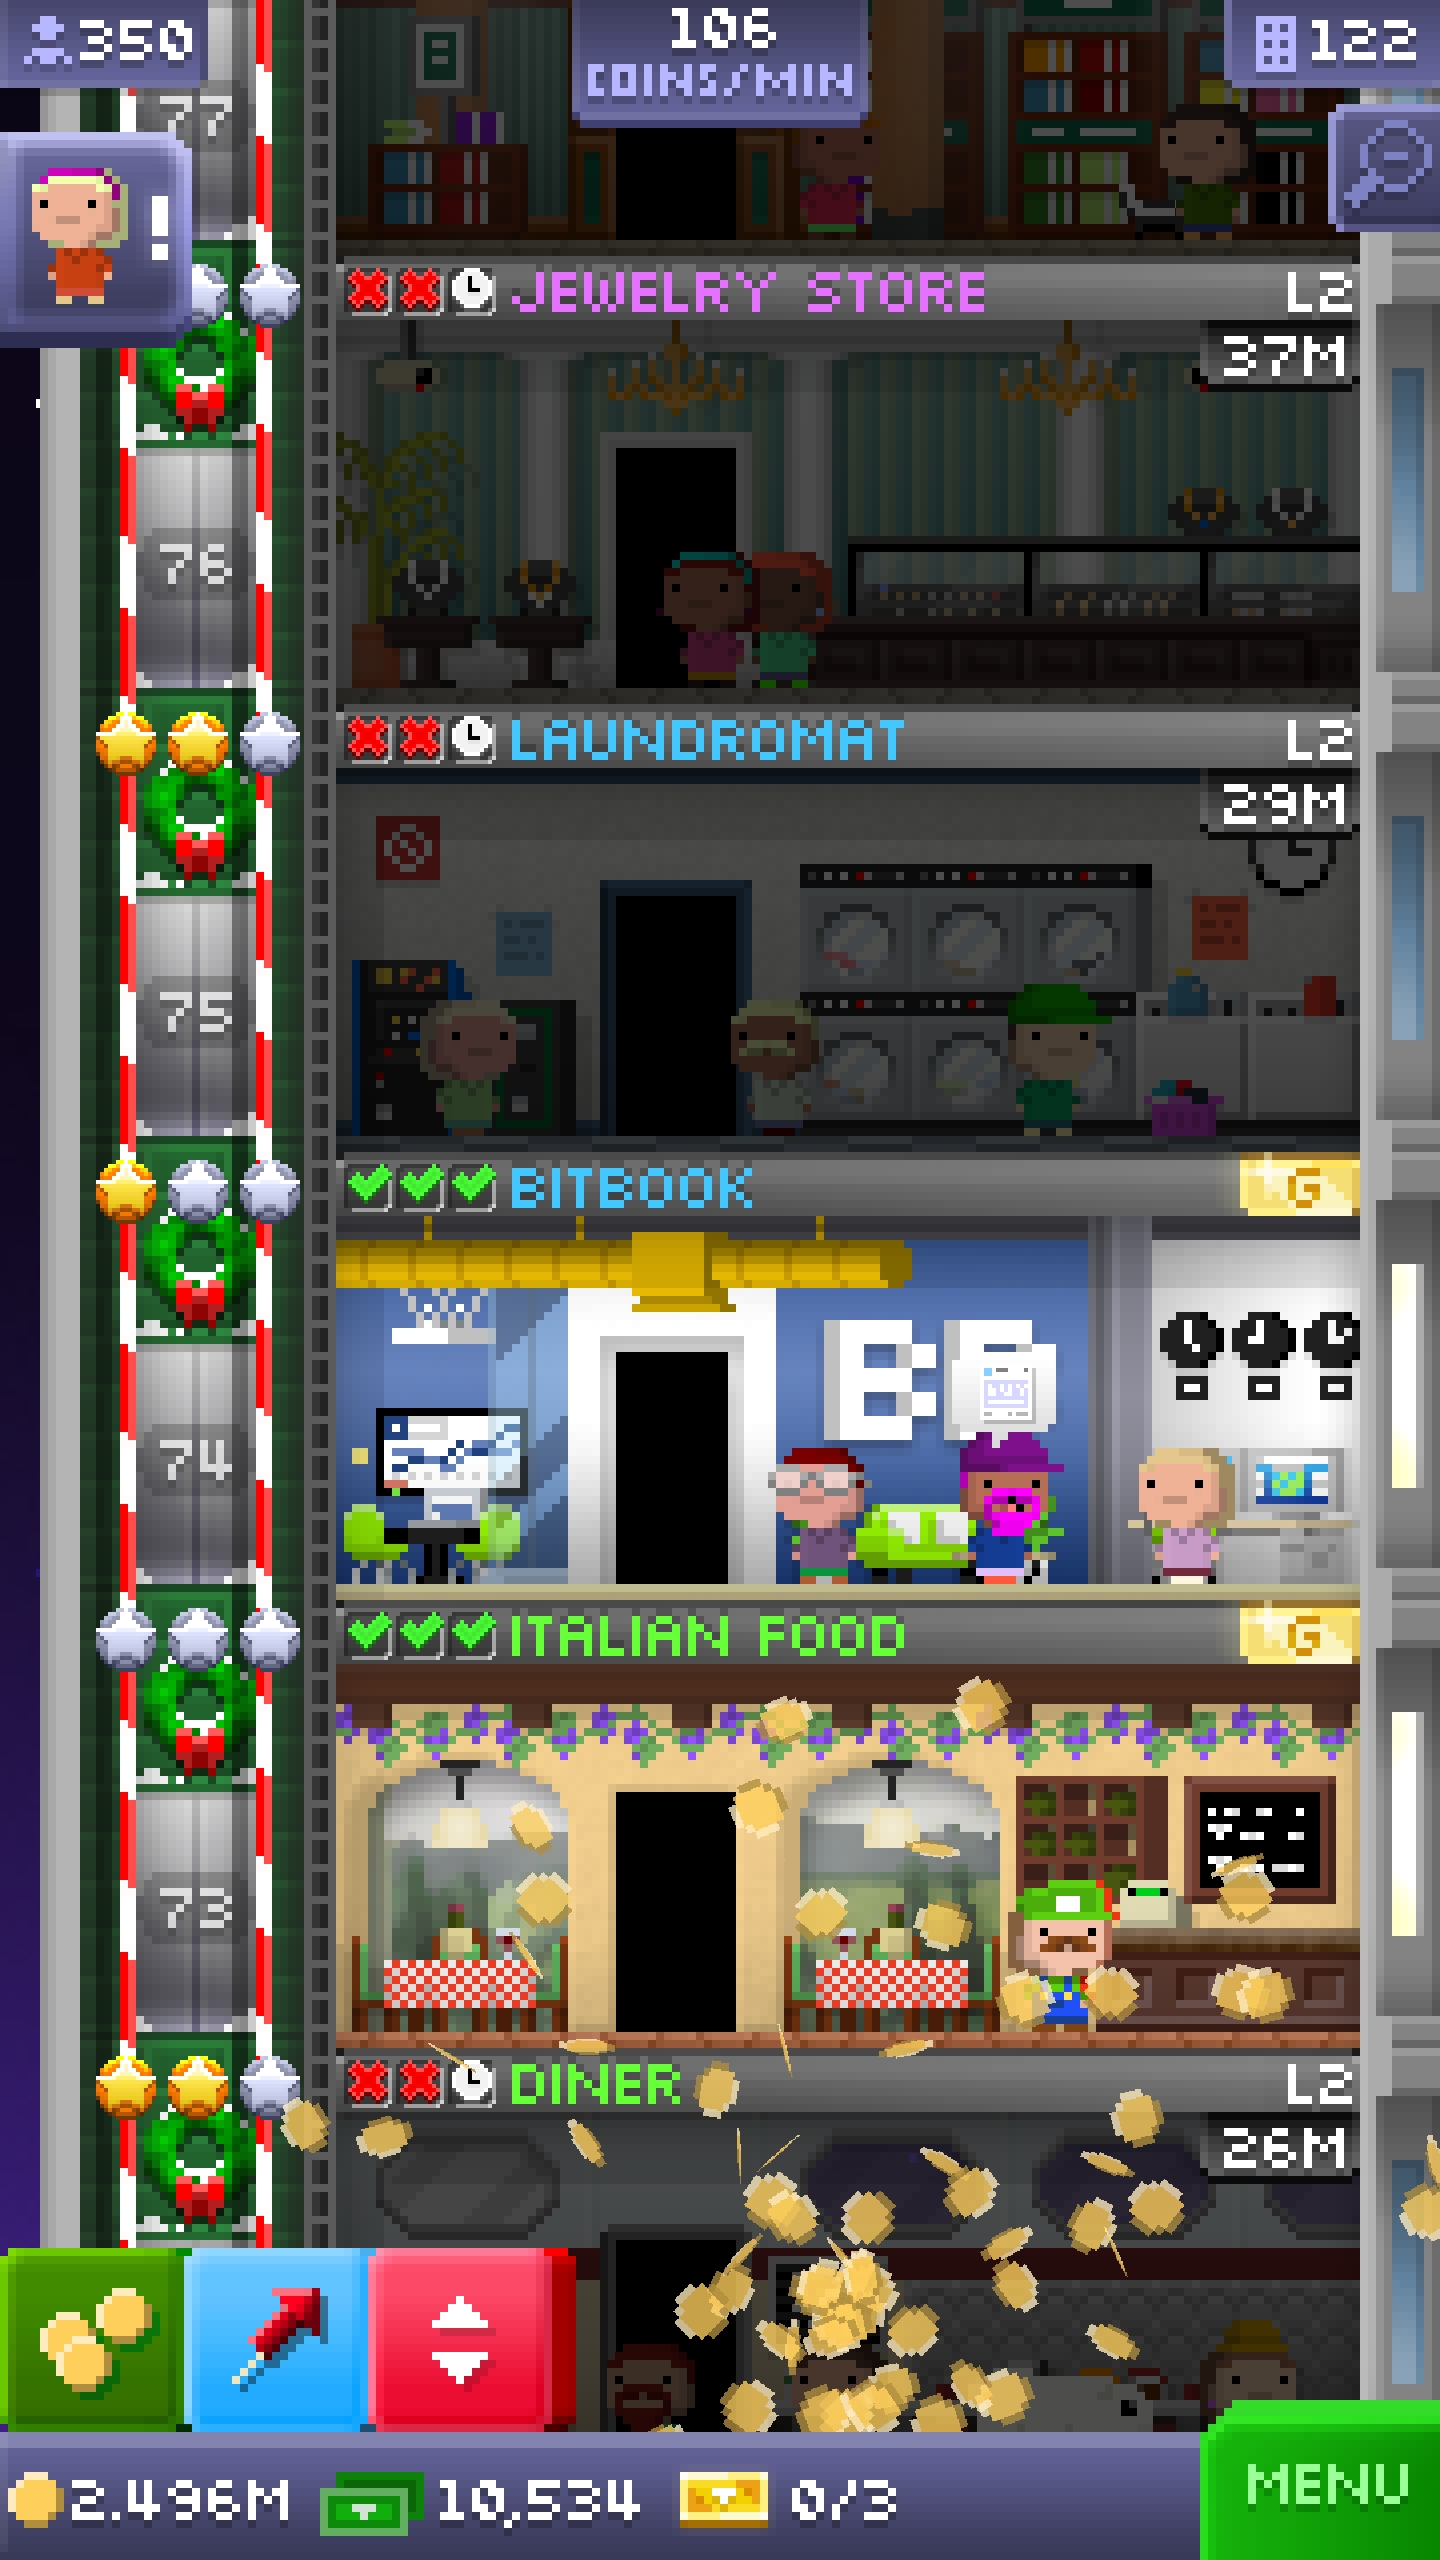 350
106
COINS/MIN
122
77
!
JEWELRY STORE
L2
37M
76
LAUNDROMAT
L2
29M
75
BITBOOK
G
74
ITALIAN FOOD
G
73
DINER
L2
26M
2.496M
10,534
0/3
MENU